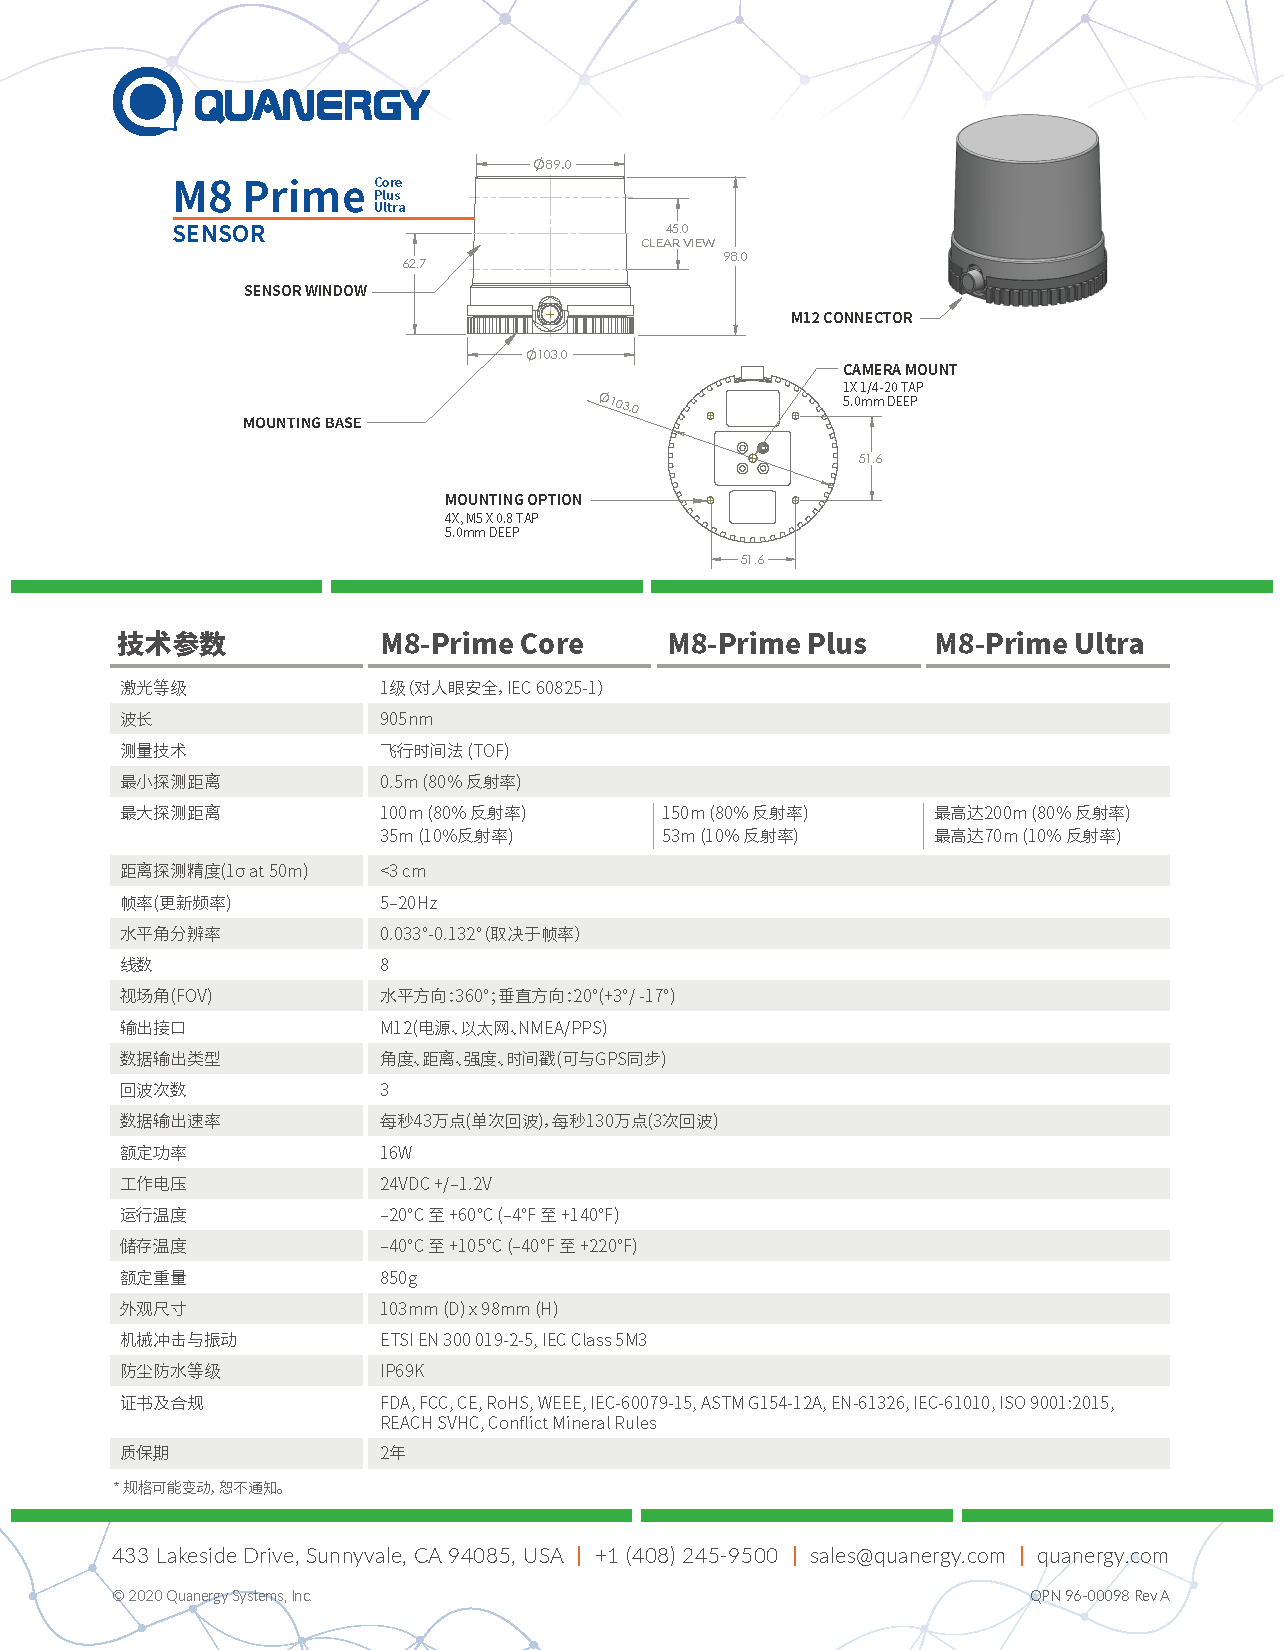 QUANERGY
M8 Prime
Core
Plus
Ultra
SENSOR
Ø89.0
45.0
CLEAR VIEW
98.0
62.7
SENSOR WINDOW
M12 CONNECTOR
Ø103.0
CAMERA MOUNT
1X 1/4-20 TAP
5.0mm DEEP
Ø103.0
MOUNTING BASE
51.6
MOUNTING OPTION
4X, M5 X 0.8 TAP
5.0mm DEEP
51.6
技术参数 M8-Prime Core M8-Prime Plus M8-Prime Ultra
激光等级 1级（对人眼安全，IEC 60825-1）
波长 905nm
测量技术 飞行时间法 (TOF)
最小探测距离 0.5m (80% 反射率)
最大探测距离 100m (80% 反射率) 150m (80% 反射率) 最高达200m (80% 反射率)
35m (10%反射率) 53m (10% 反射率) 最高达70m (10% 反射率)
距离探测精度(1σ at 50m) <3 cm
帧率(更新频率) 5–20Hz
水平角分辨率 0.033°-0.132°（取决于帧率）
线数 8
视场角(FOV) 水平方向：360°；垂直方向：20°(+3°/ -17°)
输出接口 M12(电源、以太网、NMEA/PPS)
数据输出类型 角度、距离、强度、时间戳(可与GPS同步)
回波次数 3
数据输出速率 每秒43万点(单次回波)，每秒130万点(3次回波)
额定功率 16W
工作电压 24VDC +/–1.2V
运行温度 –20°C 至 +60°C (–4°F 至 +140°F)
储存温度 –40°C 至 +105°C (–40°F 至 +220°F)
额定重量 850g
外观尺寸 103mm (D) x 98mm (H)
机械冲击与振动 ETSI EN 300 019-2-5, IEC Class 5M3
防尘防水等级 IP69K
证书及合规 FDA, FCC, CE, RoHS, WEEE, IEC-60079-15, ASTM G154-12A, EN-61326, IEC-61010, ISO 9001:2015,
REACH SVHC, Conflict Mineral Rules
质保期 2年
* 规格可能变动，恕不通知。
433 Lakeside Drive, Sunnyvale, CA 94085, USA | +1 (408) 245-9500 | sales@quanergy.com | quanergy.com
© 2020 Quanergy Systems, Inc. QPN 96-00098 Rev A